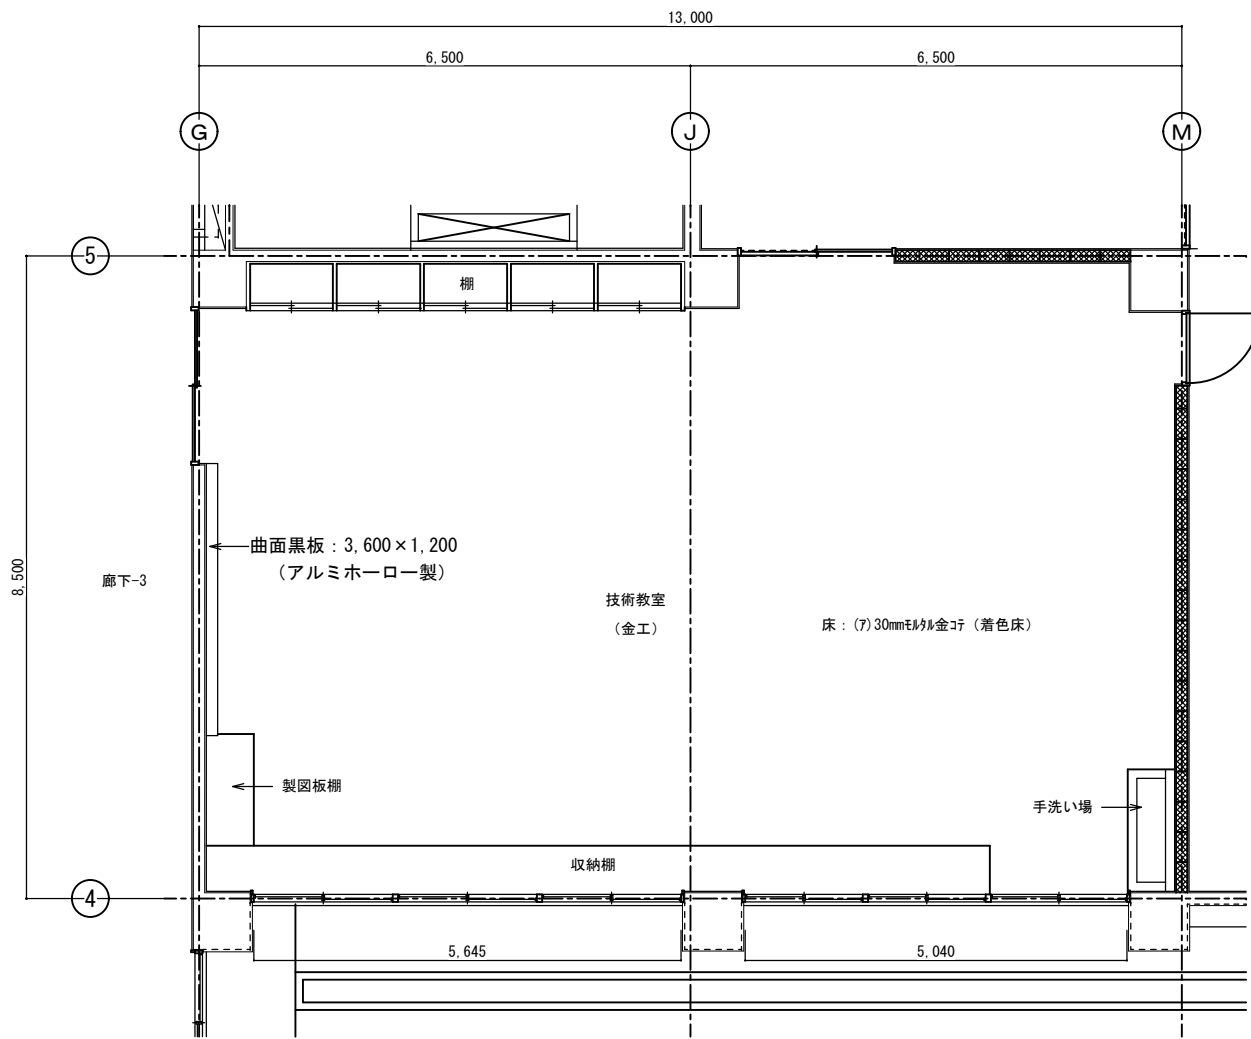 13,000
6,500
6,500
G
J
M
5
棚
曲面黒板：3,600×1,200
（アルミホーロー製）
8,500
廊下-3
技術教室
（金工）
床：(ｱ)30mmﾓﾙﾀﾙ金ｺﾃ（着色床）
製図板棚
手洗い場
収納棚
4
5,645
5,040